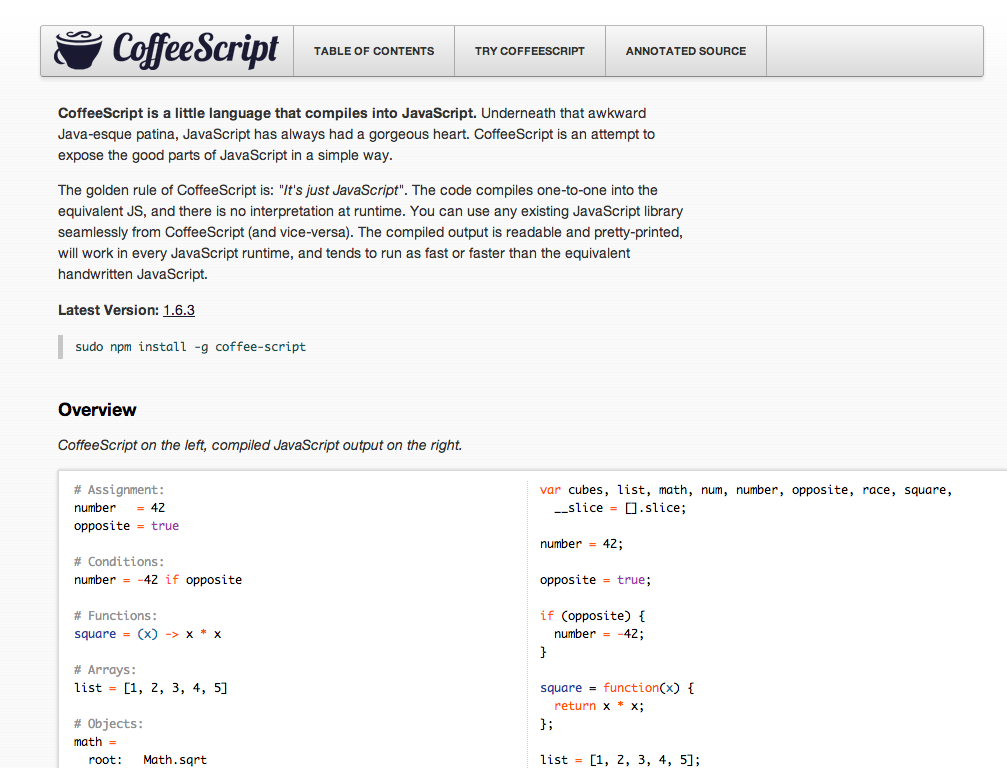 CoffeeScript
TABLE OF CONTENTS
TRY COFFEESCRIPT
ANNOTATED SOURCE
CoffeeScript is a little language that compiles into JavaScript. Underneath that awkward
Java-esque patina, JavaScript has always had a gorgeous heart. CoffeeScript is an attempt to
expose the good parts of JavaScript in a simple way.
The golden rule of CoffeeScript is: "It's just JavaScript". The code compiles one-to-one into the
equivalent JS, and there is no interpretation at runtime. You can use any existing JavaScript library
seamlessly from CoffeeScript (and vice-versa). The compiled output is readable and pretty-printed,
will work in every JavaScript runtime, and tends to run as fast or faster than the equivalent
handwritten JavaScript.
Latest Version: 1.6.3
sudo npm install -g coffee-script
Overview
CoffeeScript on the left, compiled JavaScript output on the right.
# Assignment:
number   = 42
opposite = true
# Conditions:
number = -42 if opposite
# Functions:
square = (x) -> x * x
# Arrays:
list = [1, 2, 3, 4, 5]
# Objects:
math =
  root:   Math.sqrt
var cubes, list, math, num, number, opposite, race, square,
  __slice = [].slice;
number = 42;
opposite = true;
if (opposite) {
  number = -42;
}
square = function(x) {
  return x * x;
};
list = [1, 2, 3, 4, 5];